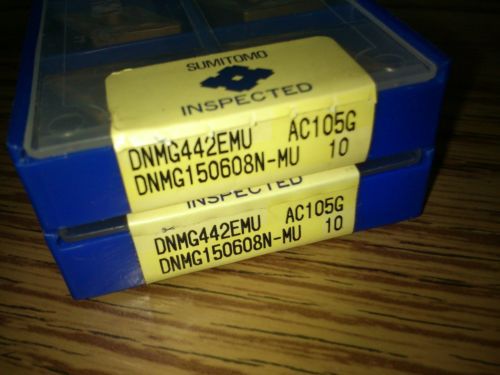 SUMITOMO
INSPECTED
DNMG442EMU AC105G
DNMG150608N-MU 10
INSPECTED
DNMG442EMU AC105G
DNMG150608N-MU 10